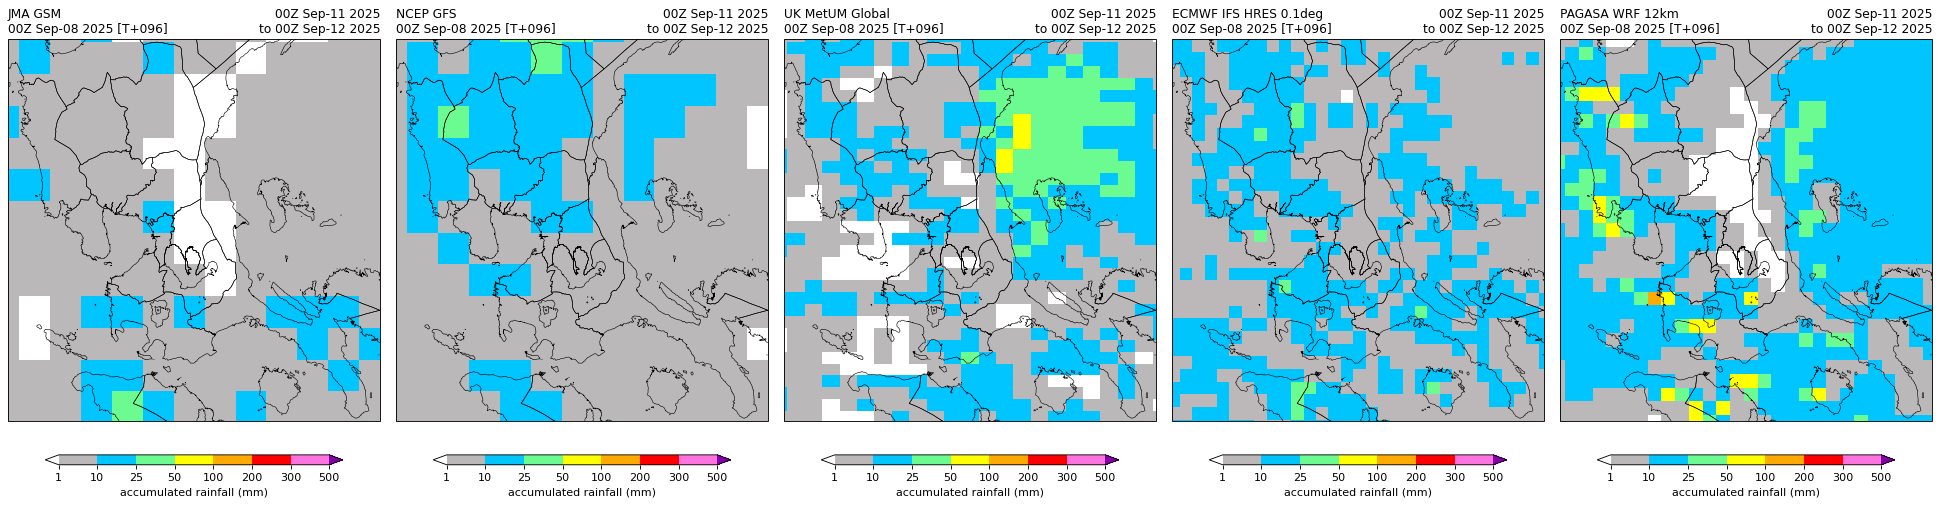 JMA GSM 00Z Sep-11 2025
00Z Sep-08 2025 [T+096] to 00Z Sep-12 2025
1 10 25 50 100 200 300 500
accumulated rainfall (mm)
NCEP GFS 00Z Sep-11 2025
00Z Sep-08 2025 [T+096] to 00Z Sep-12 2025
1 10 25 50 100 200 300 500
accumulated rainfall (mm)
UK MetUM Global 00Z Sep-11 2025
00Z Sep-08 2025 [T+096] to 00Z Sep-12 2025
1 10 25 50 100 200 300 500
accumulated rainfall (mm)
ECMWF IFS HRES 0.1deg 00Z Sep-11 2025
00Z Sep-08 2025 [T+096] to 00Z Sep-12 2025
1 10 25 50 100 200 300 500
accumulated rainfall (mm)
PAGASA WRF 12km 00Z Sep-11 2025
00Z Sep-08 2025 [T+096] to 00Z Sep-12 2025
1 10 25 50 100 200 300 500
accumulated rainfall (mm)